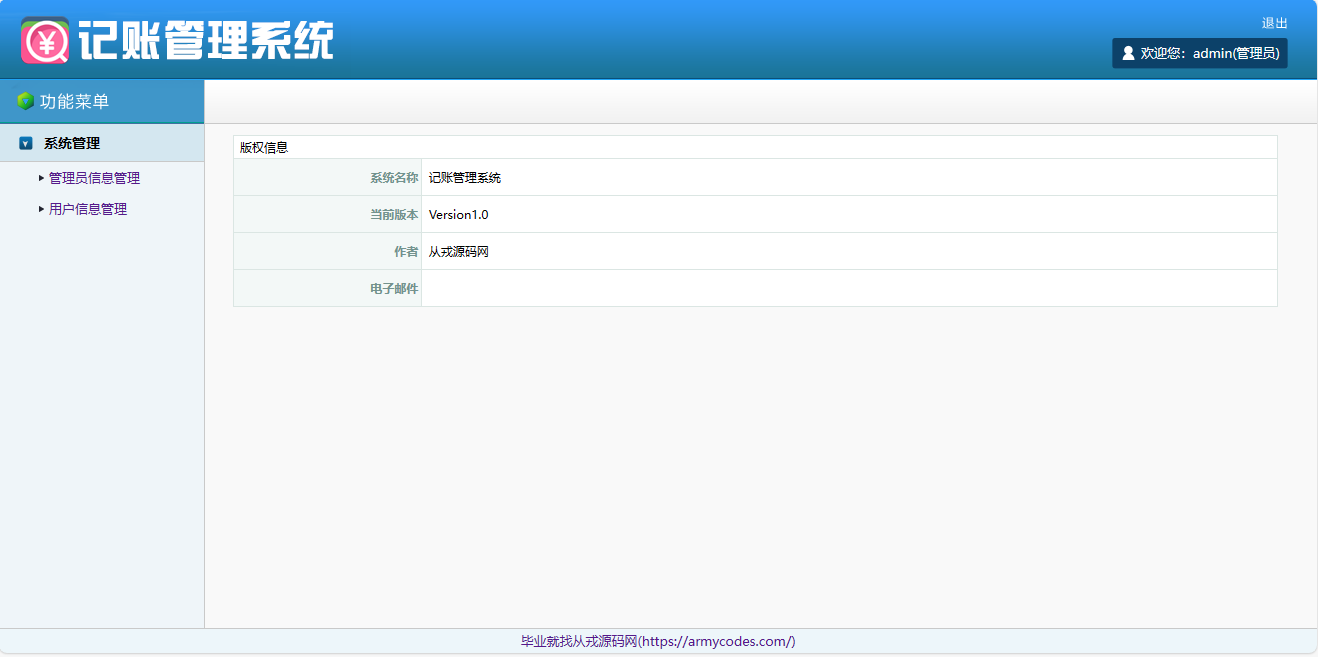 记账管理系统
退出
欢迎您：admin(管理员)
功能菜单
系统管理
管理员信息管理
用户信息管理
版权信息
系统名称 记账管理系统
当前版本 Version1.0
作者 从戎源码网
电子邮件
毕业就找从戎源码网(https://armycodes.com/)